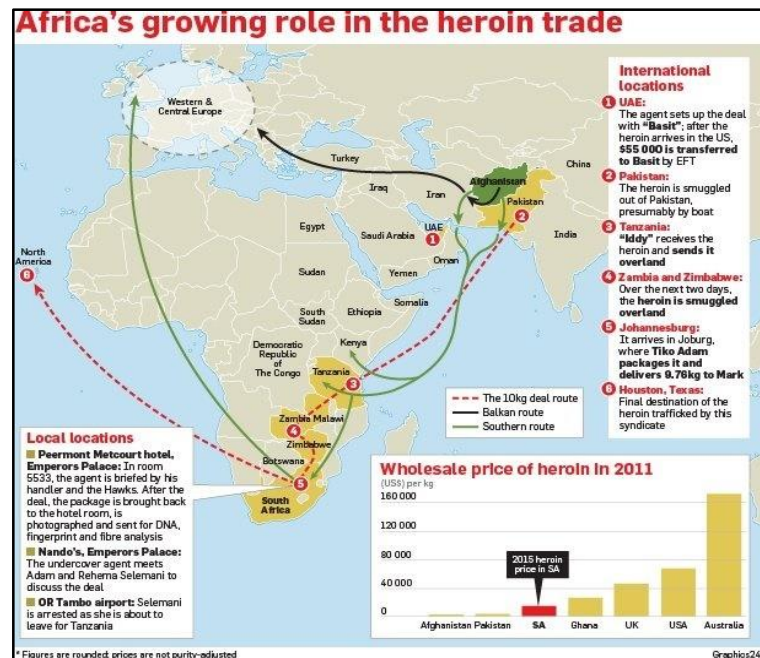 Africa's growing role in the heroin trade
Western &
Central Europe
Turkey
Iraq
Iran
Afghanistan
Pakistan
China
India
Egypt
Saudi Arabia
UAE
1
2
Oman
Yemen
Sudan
North
America
6
South
Sudan
Ethiopia
Somalia
Democratic
Republic
of
The Congo
Kenya
Tanzania
3
Zambia
Malawi
4
Zimbabwe
Botswana
5
South
Africa
International
locations
1 UAE:
The agent sets up the deal
with "Basit"; after the
heroin arrives in the US,
$55 000 is transferred
to Basit by EFT
2 Pakistan:
The heroin is smuggled
out of Pakistan,
presumably by boat
3 Tanzania:
"Iddy" receives the
heroin and sends it
overland
4 Zambia and Zimbabwe:
Over the next two days,
the heroin is smuggled
overland
5 Johannesburg:
It arrives in Joburg,
where Tiko Adam
packages it and
delivers 9.76kg to Mark
6 Houston, Texas:
Final destination of the
heroin trafficked by this
syndicate
The 10kg deal route
Balkan route
Southern route
Local locations
Peermont Metcourt hotel,
Emperors Palace: In room
5533, the agent is briefed by his
handler and the Hawks. After the
deal, the package is brought back
to the hotel room, is
photographed and sent for DNA,
fingerprint and fibre analysis
Nando's, Emperors Palace:
The undercover agent meets
Adam and Rehema Selemani to
discuss the deal
OR Tambo airport: Selemani
is arrested as she is about to
leave for Tanzania
Wholesale price of heroin in 2011
(US$) per kg
160 000
120 000
80 000
40 000
0
2015 heroin
price in SA
Afghanistan Pakistan SA Ghana UK USA Australia
* Figures are rounded; prices are not purity-adjusted
Graphics24